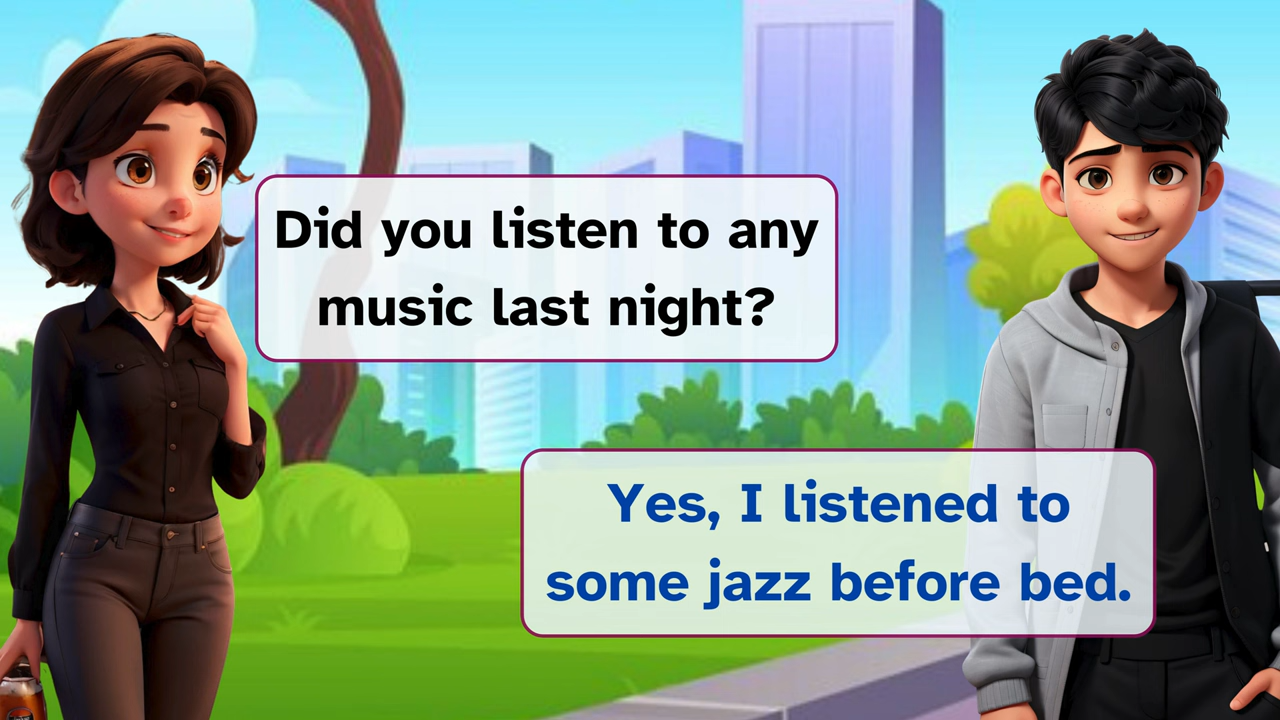 Did you listen to any
music last night?
Yes, I listened to
some jazz before bed.